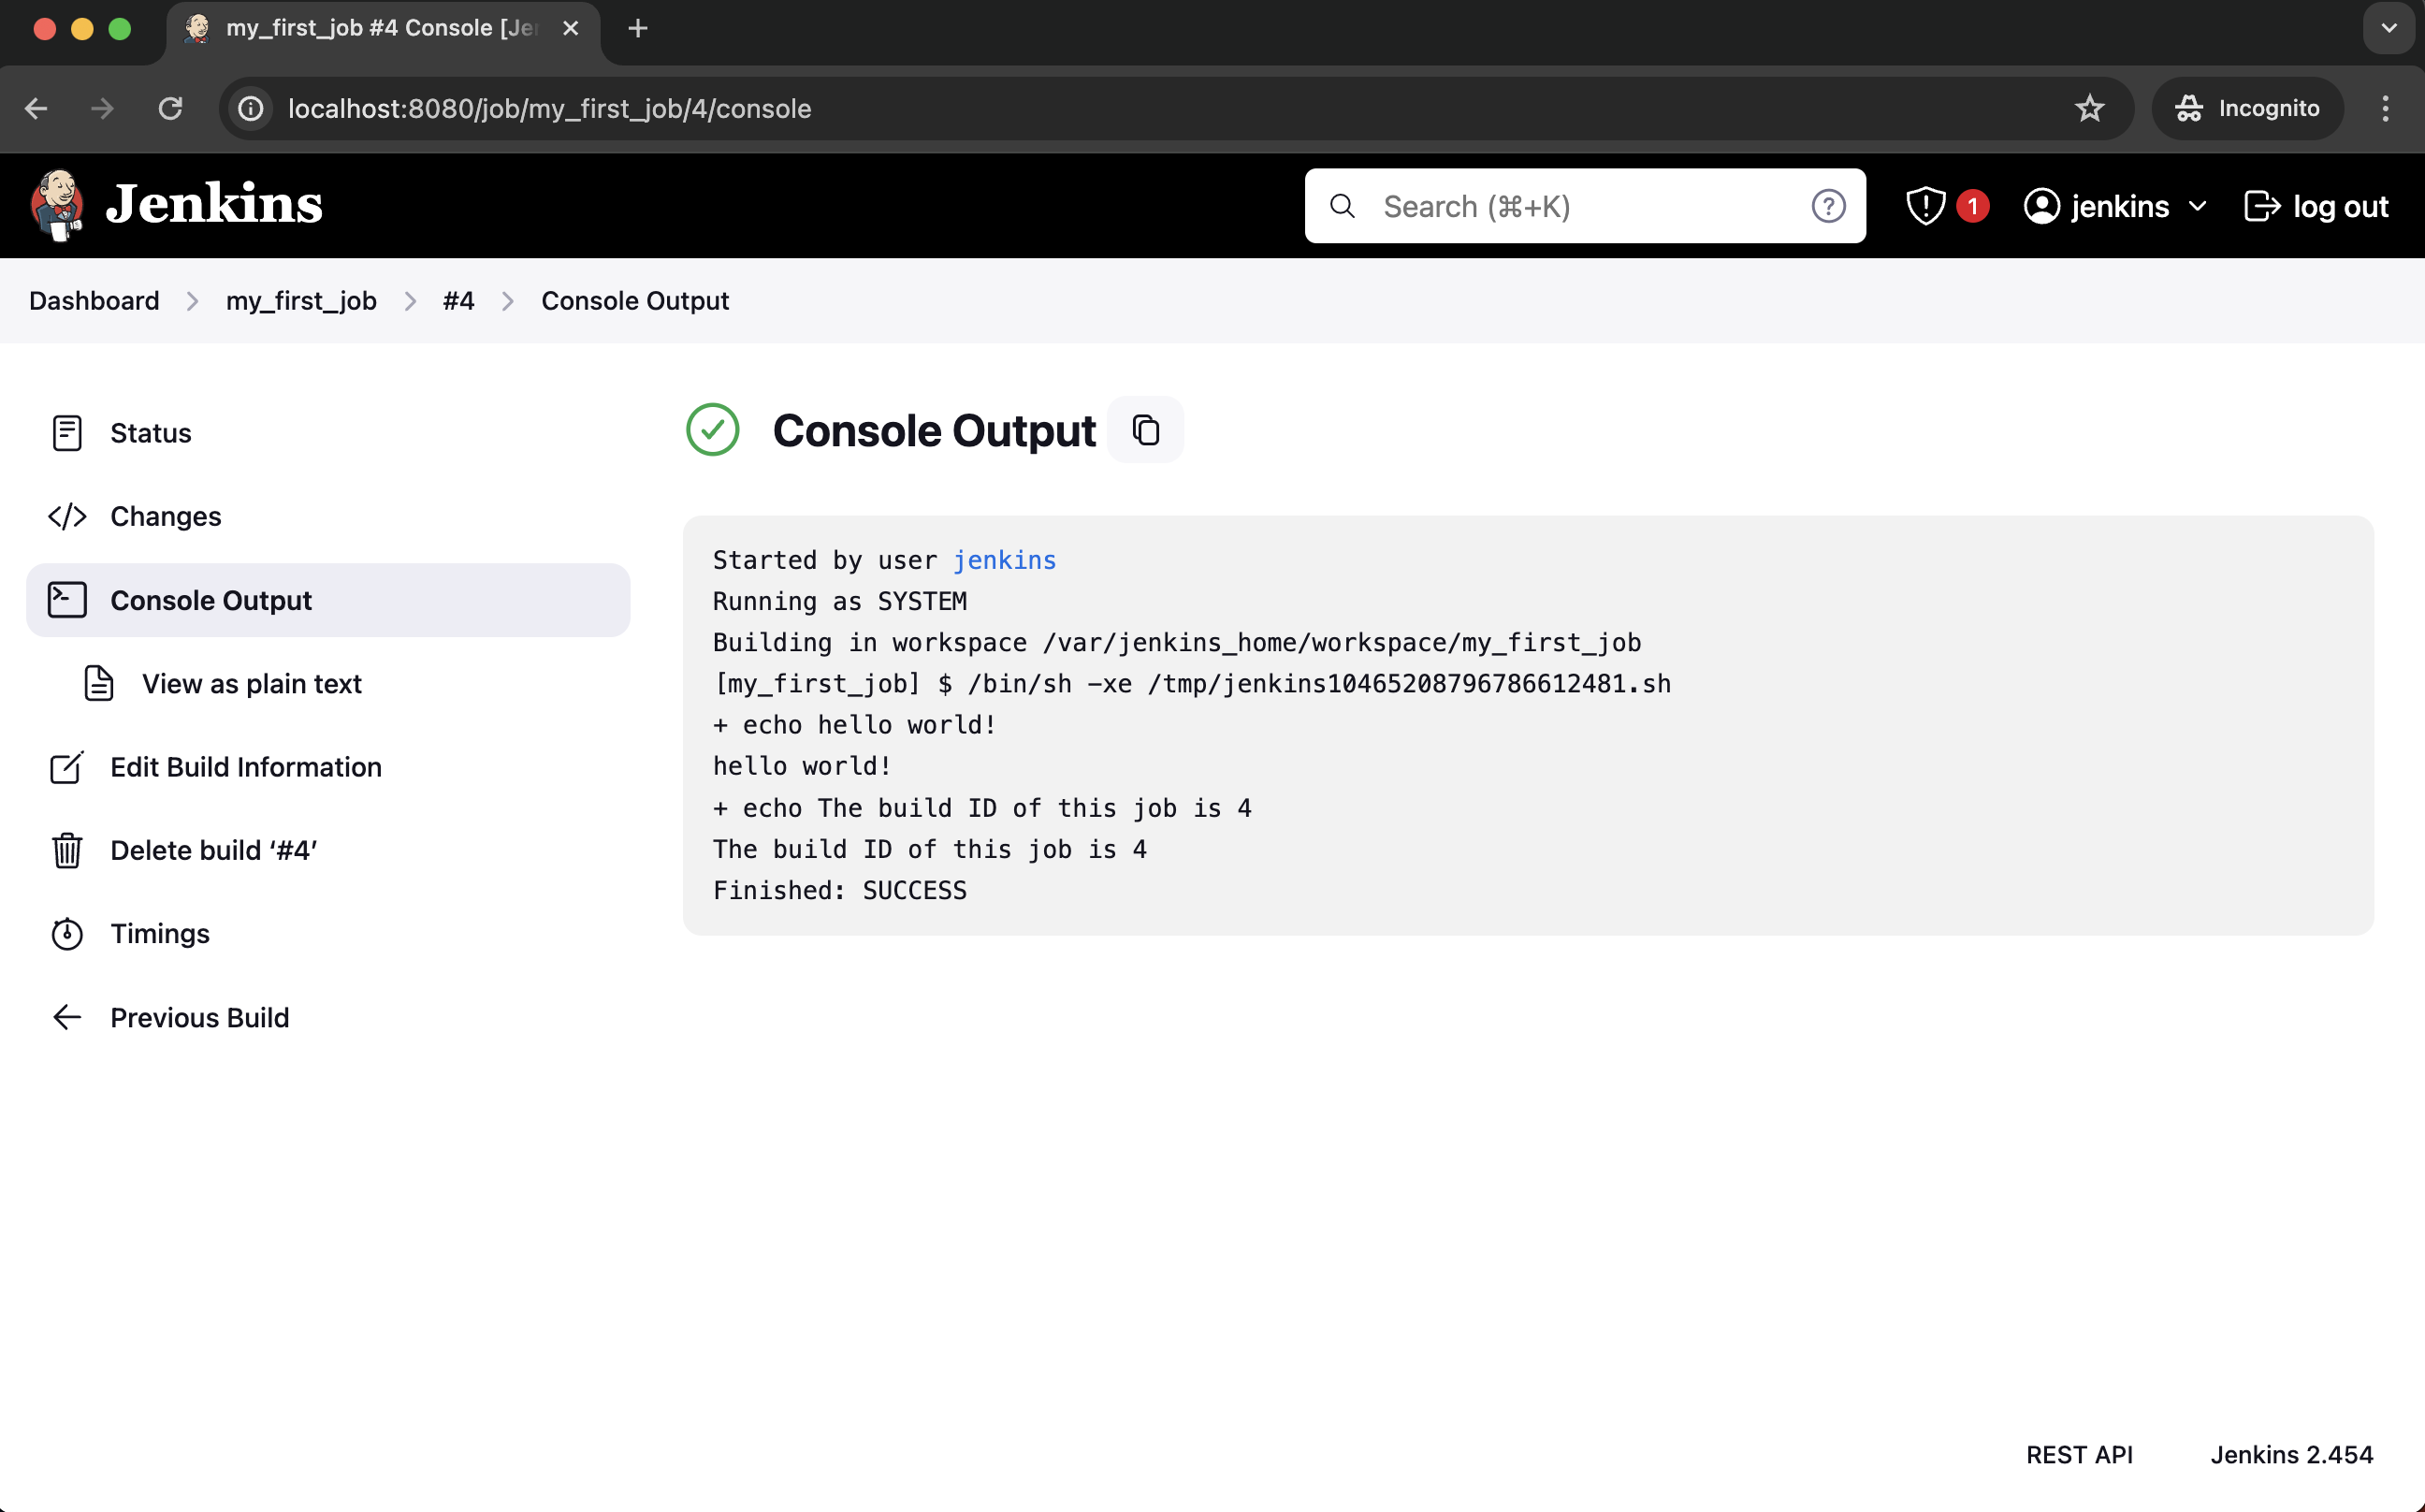 my_first_job #4 Console [Je
localhost:8080/job/my_first_job/4/console
Incognito
Jenkins
Search (⌘+K)
1
jenkins
log out
Dashboard
my_first_job
#4
Console Output
Status
Changes
Console Output
View as plain text
Edit Build Information
Delete build ‘#4’
Timings
Previous Build
Console Output
Started by user jenkins
Running as SYSTEM
Building in workspace /var/jenkins_home/workspace/my_first_job
[my_first_job] $ /bin/sh -xe /tmp/jenkins10465208796786612481.sh
+ echo hello world!
hello world!
+ echo The build ID of this job is 4
The build ID of this job is 4
Finished: SUCCESS
REST API
Jenkins 2.454